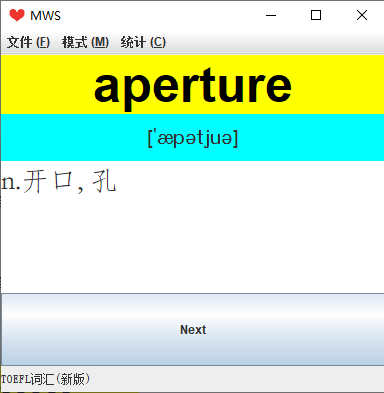 MWS
文件 (F) 模式 (M) 统计 (C)
aperture
['æpətjuə]
n.开口, 孔
Next
TOEFL词汇(新版)